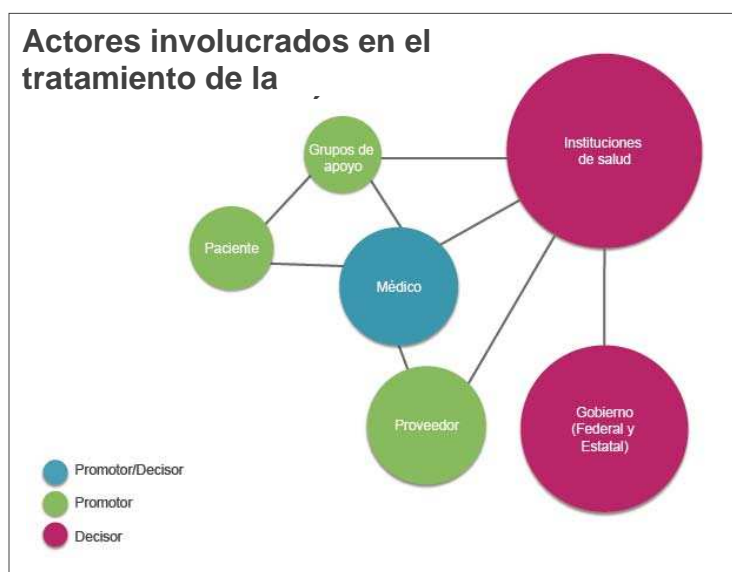 Actores involucrados en el
tratamiento de la
Grupos de
apoyo
Instituciones
de salud
Paciente
Médico
Proveedor
Gobierno
(Federal y
Estatal)
Promotor/Decisor
Promotor
Decisor